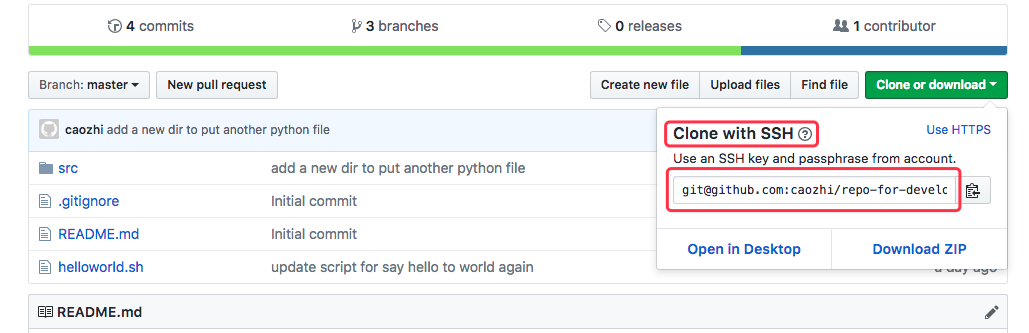 4 commits 3 branches 0 releases 1 contributor
Branch: master New pull request Create new file Upload files Find file Clone or download
caozhi add a new dir to put another python file
Clone with SSH ? Use HTTPS
Use an SSH key and passphrase from account.
git@github.com:caozhi/repo-for-develo
Open in Desktop Download ZIP
src add a new dir to put another python file
.gitignore Initial commit
README.md Initial commit
helloworld.sh update script for say hello to world again a day ago
README.md